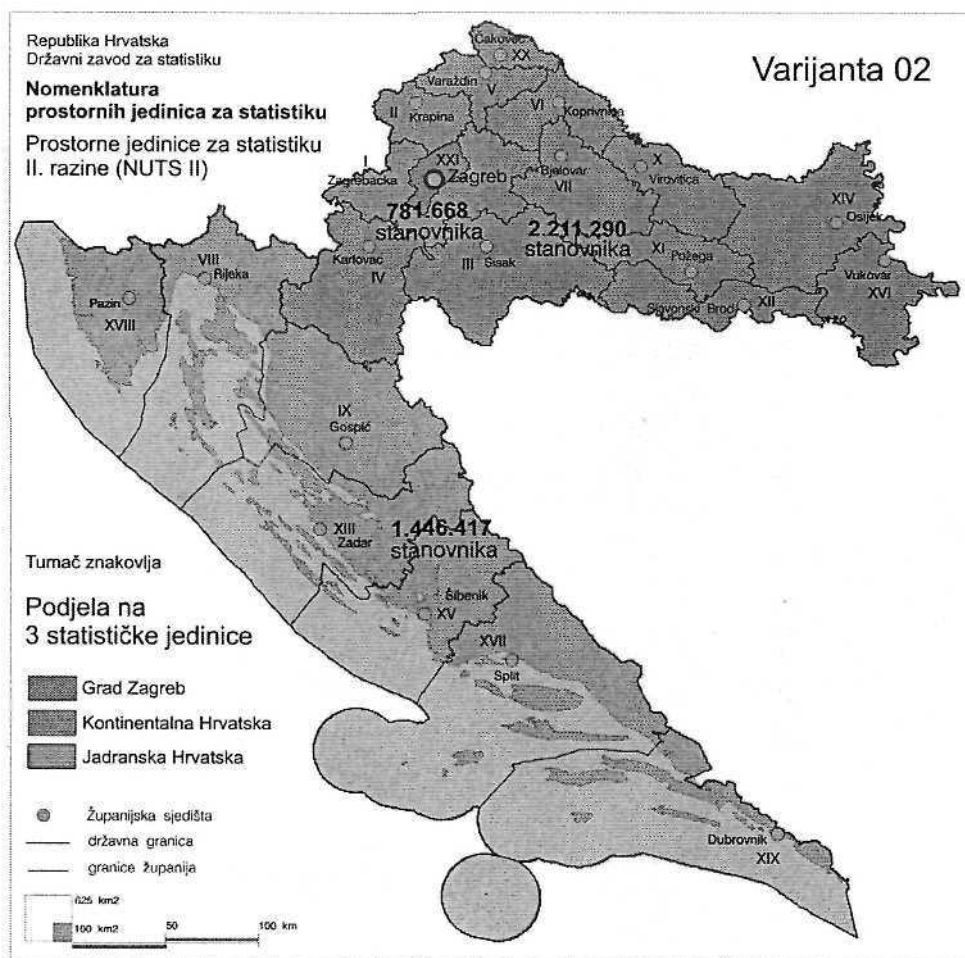 Republika Hrvatska
Državni zavod za statistiku
Nomenklatura
prostornih jedinica za statistiku
Prostorne jedinice za statistiku
II. razine (NUTS II)
Varijanta 02
Čakovec
XX
Varaždin
V
II
Krapina
VI
Koprivnica
I
Zagrebačka
XXI
Zagreb
Bjelovar
VII
X
Virovitica
XIV
Osijek
781.668
stanovnika
2.211.290
stanovnika
Karlovac
IV
III
Sisak
XI
Požega
Vukovar
XVI
Slavonski Brod
XII
VIII
Rijeka
Pazin
XVIII
IX
Gospić
XIII
Zadar
1.446.417
stanovnika
Šibenik
XV
XVII
Split
Dubrovnik
XIX
Tumač znakovlja
Podjela na
3 statističke jedinice
Grad Zagreb
Kontinentalna Hrvatska
Jadranska Hrvatska
Županijska sjedišta
državna granica
granice županija
625 km2
100 km2
50
100 km